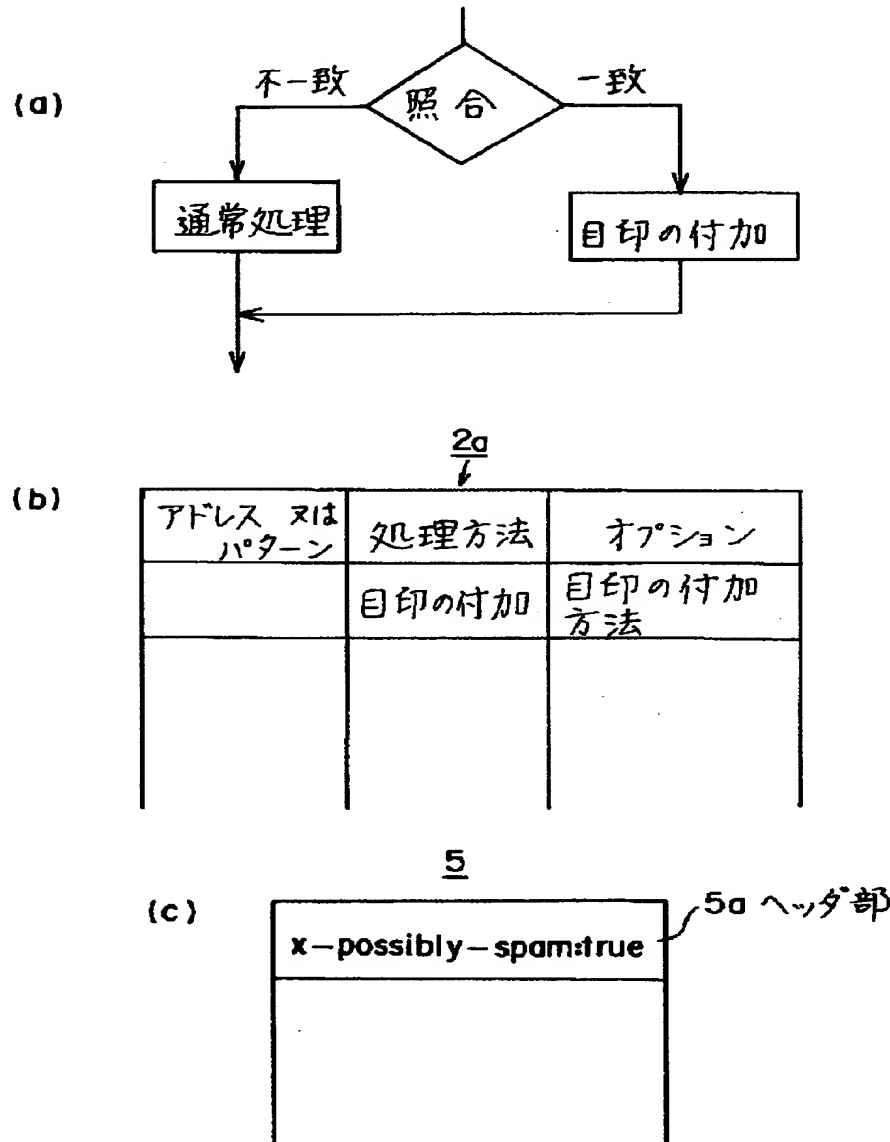 (a)
不一致
照合
一致
通常処理
目印の付加
2a
(b)
アドレス 又は
パターン
処理方法
オプション
目印の付加
目印の付加
方法
5
(c)
5a ヘッダ部
x-possibly-spam:true